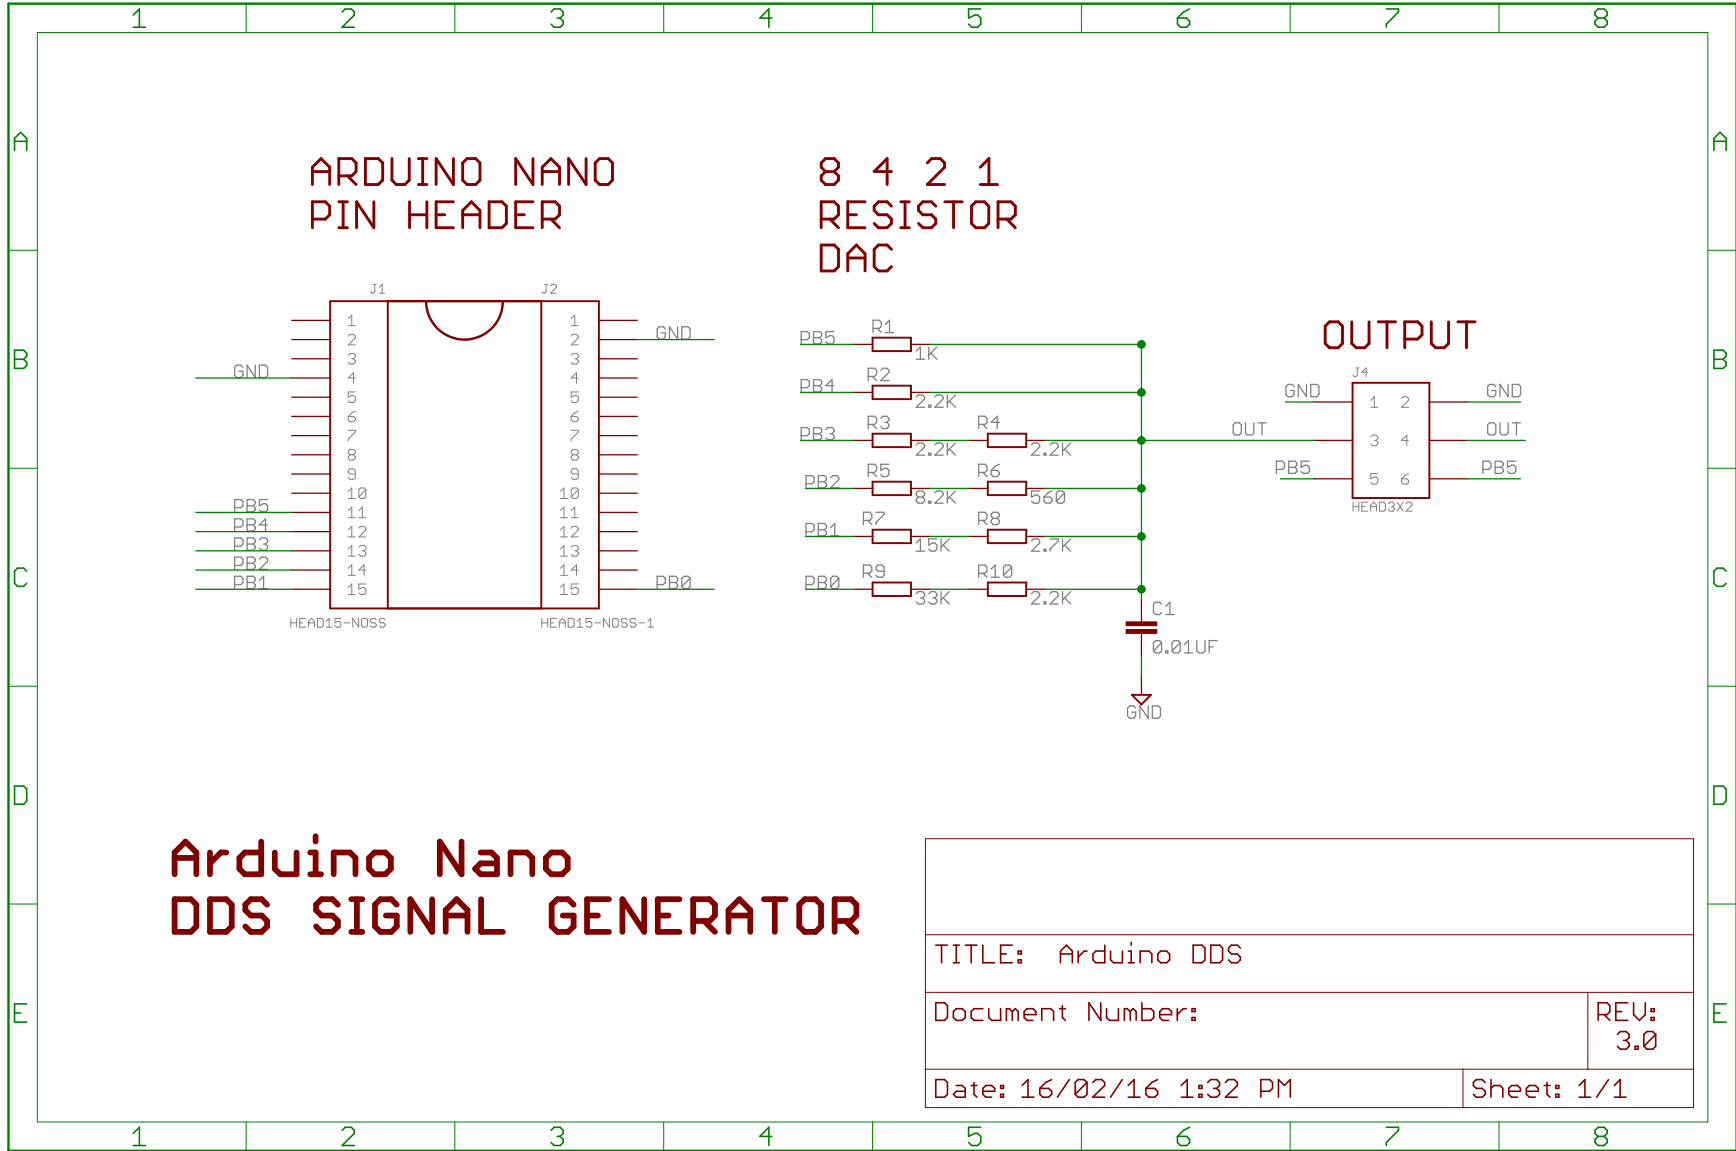 1 2 3 4 5 6 7 8
A A
ARDUINO NANO
PIN HEADER
8 4 2 1
RESISTOR
DAC
B B
J1 J2
1 1
2 2 GND
3 3
GND 4 4
5 5
6 6
7 7
8 8
9 9
10 10
PB5 11 11
PB4 12 12
PB3 13 13
PB2 14 14
PB1 15 15 PB0
HEAD15-NOSS HEAD15-NOSS-1
PB5 R1 1K
PB4 R2 2.2K
PB3 R3 2.2K R4 2.2K
PB2 R5 8.2K R6 560
PB1 R7 15K R8 2.7K
PB0 R9 33K R10 2.2K
C1
0.01UF
GND
OUTPUT
J4
GND 1 2 GND
OUT 3 4 OUT
PB5 5 6 PB5
HEAD3X2
C C
D D
Arduino Nano
DDS SIGNAL GENERATOR
TITLE: Arduino DDS
E E
Document Number:
REV:
3.0
Date: 16/02/16 1:32 PM
Sheet: 1/1
1 2 3 4 5 6 7 8